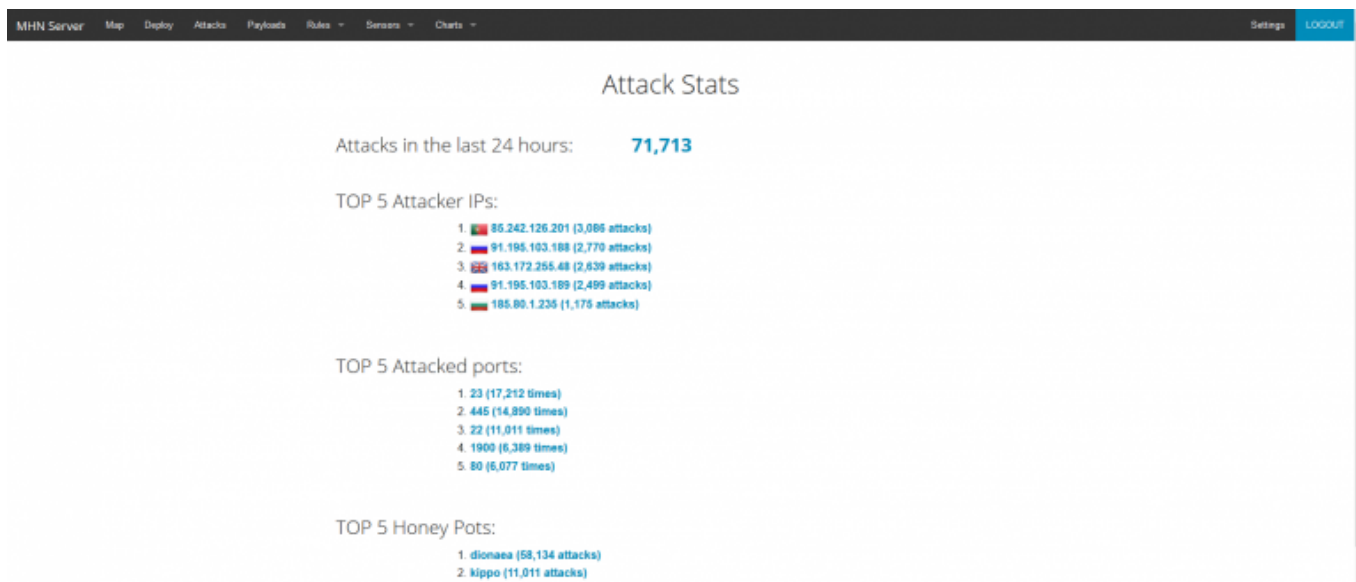 MHN Server Map Deploy Attacks Payloads Rules Sensors Charts Settings LOGOUT
Attack Stats
Attacks in the last 24 hours: 71,713
TOP 5 Attacker IPs:
1. 85.242.126.201 (3,086 attacks)
2. 91.195.103.188 (2,770 attacks)
3. 163.172.255.48 (2,639 attacks)
4. 91.195.103.189 (2,499 attacks)
5. 185.80.1.235 (1,175 attacks)
TOP 5 Attacked ports:
1. 23 (17,212 times)
2. 445 (14,890 times)
3. 22 (11,011 times)
4. 1900 (6,389 times)
5. 80 (6,077 times)
TOP 5 Honey Pots:
1. dionaea (58,134 attacks)
2. kippo (11,011 attacks)